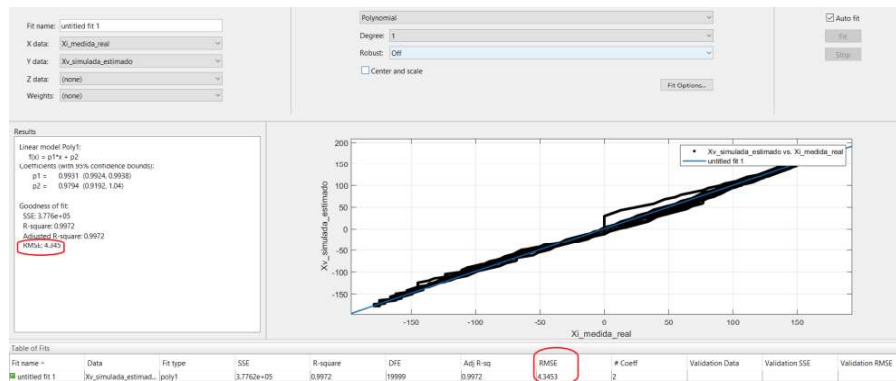 Fit name: untitled fit 1
X data: Xi_medida_real
Y data: Xv_simulada_estimado
Z data: (none)
Weights: (none)
Polynomial
Degree: 1
Robust: Off
Center and scale
Fit Options...
Auto fit
Fit
Stop
Results
Linear model Poly1:
f(x) = p1*x + p2
Coefficients (with 95% confidence bounds):
p1 = 0.9931 (0.9924, 0.9938)
p2 = 0.9794 (0.9192, 1.04)
Goodness of fit:
SSE: 3.776e+05
R-square: 0.9972
Adjusted R-square: 0.9972
RMSE: 4.345
Xv_simulada_estimado vs. Xi_medida_real
untitled fit 1
200
150
100
50
0
-50
-100
-150
Xv_simulada_estimado
-150 -100 -50 0 50 100 150
Xi_medida_real
Table of Fits
Fit name Data Fit type SSE R-square DFE Adj R-sq RMSE # Coeff Validation Data Validation SSE Validation RMSE
untitled fit 1 Xv_simulada_estimad... poly1 3.7762e+05 0.9972 19999 0.9972 4.3453 2